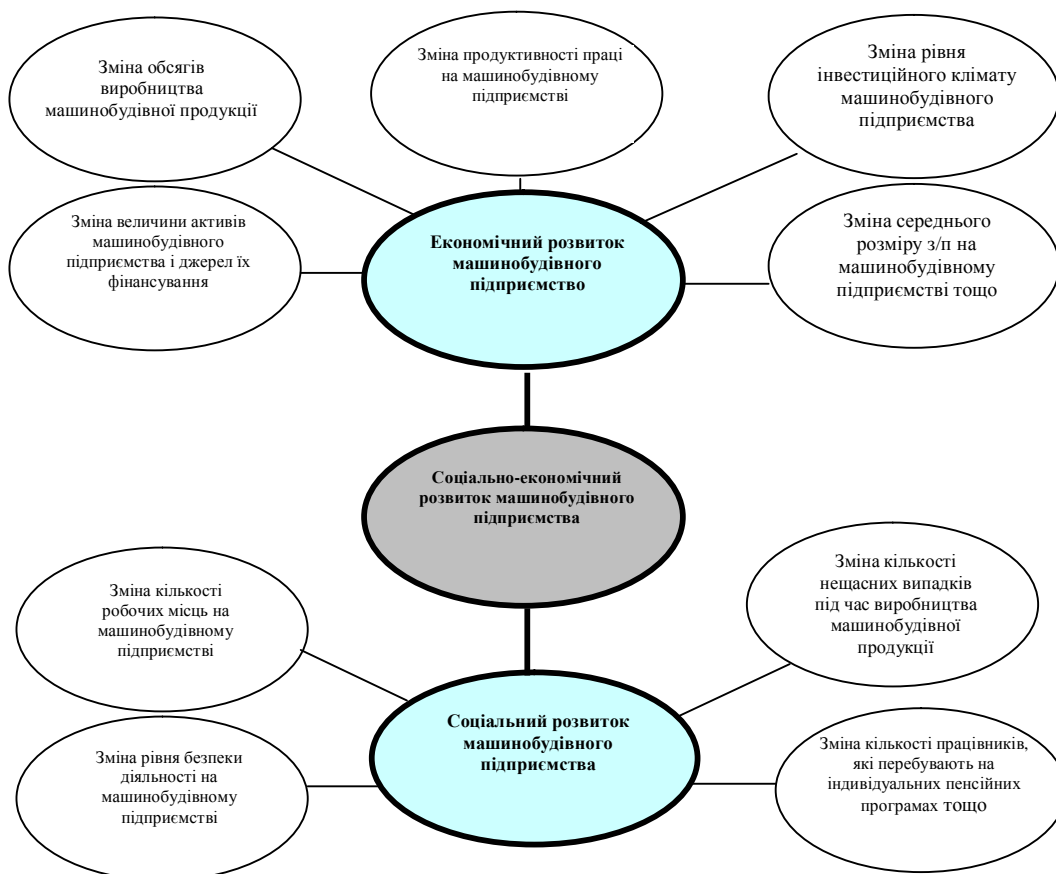 Зміна обсягів
виробництва
машинобудівної продукції
Зміна продуктивності праці
на машинобудівному
підприємстві
Зміна рівня
інвестиційного клімату
машинобудівного
підприємства
Зміна величини активів
машинобудівного
підприємства і джерел їх
фінансування
Економічний розвиток
машинобудівного
підприємство
Зміна середнього
розміру з/п на
машинобудівному
підприємстві тощо
Соціально-економічний
розвиток машинобудівного
підприємства
Зміна кількості
робочих місць на
машинобудівному
підприємстві
Зміна кількості
нещасних випадків
під час виробництва
машинобудівної
продукції
Зміна рівня безпеки
діяльності на
машинобудівному
підприємстві
Соціальний розвиток
машинобудівного
підприємства
Зміна кількості працівників,
які перебувають на
індивідуальних пенсійних
програмах тощо